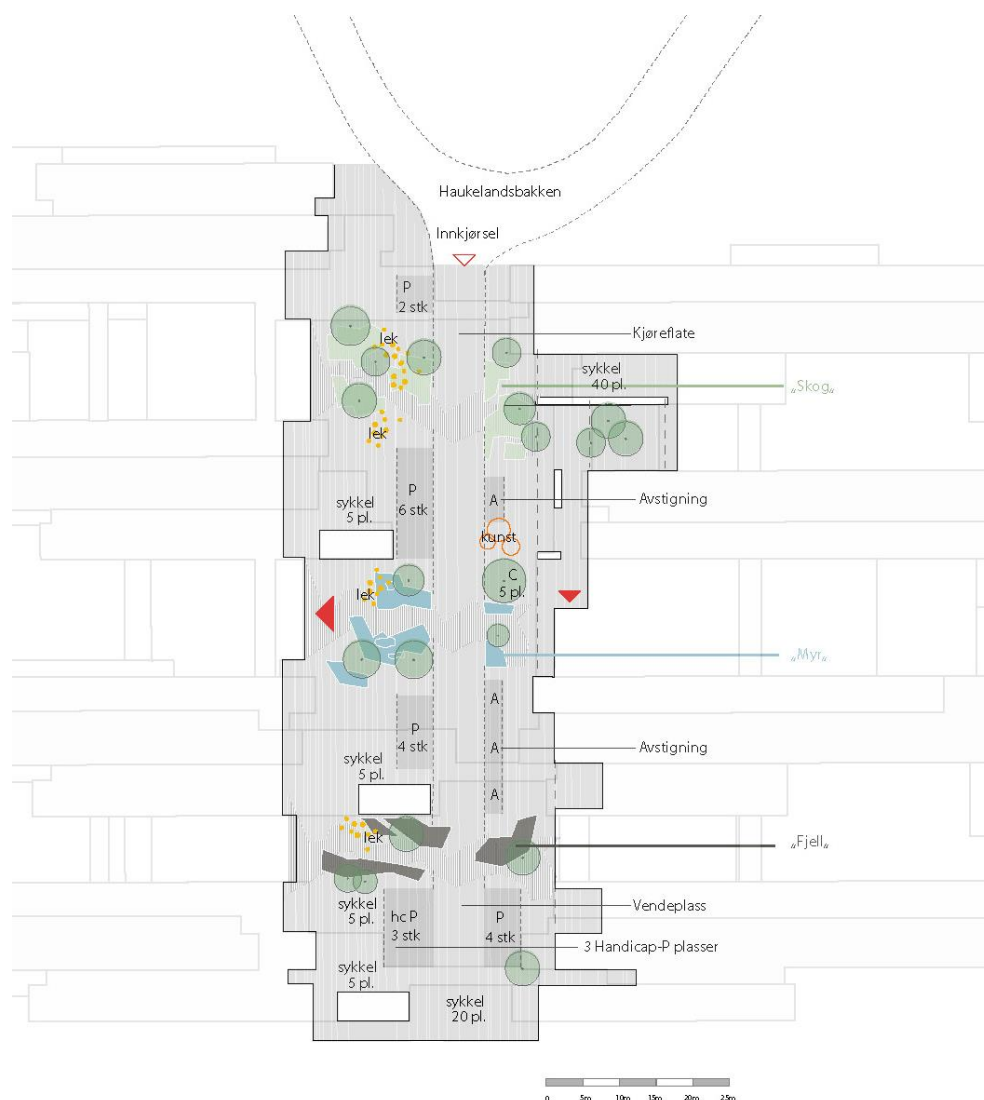 Haukelandsbakken
Innkjørsel
P
2 stk
Kjøreflate
lek
sykkel
40 pl.
„Skog„
lek
P
6 stk
sykkel
5 pl.
A
Avstigning
kunst
lek
C
5 pl.
„Myr„
P
4 stk
A
A
Avstigning
sykkel
5 pl.
A
lek
„Fjell„
sykkel
5 pl.
hc P
3 stk
P
4 stk
Vendeplass
3 Handicap-P plasser
sykkel
5 pl.
sykkel
20 pl.
0 5m 10m 15m 20m 25m